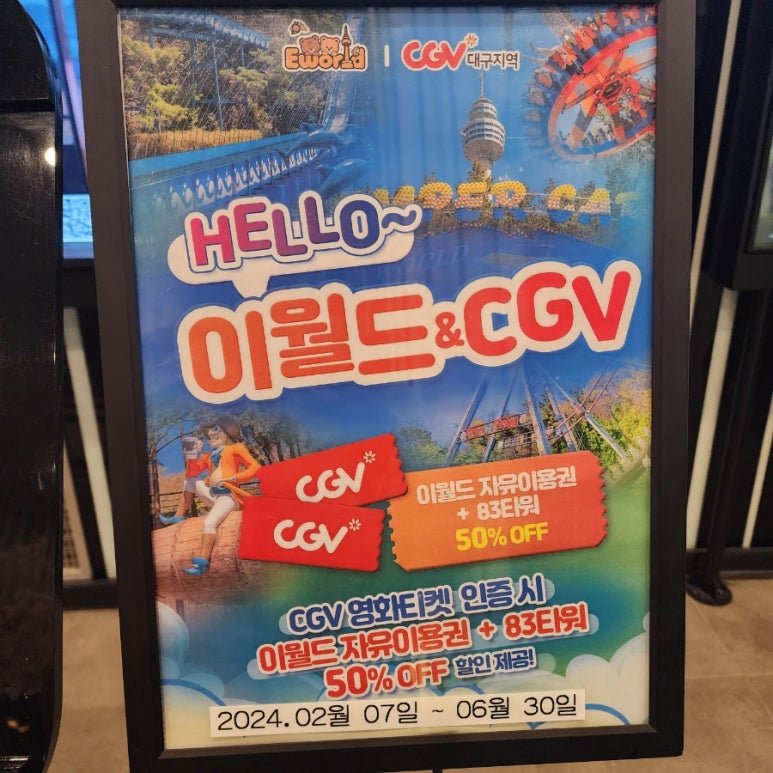 Eworld | CGV 대구지역
HELLO~
이월드&CGV
CGV
CGV
이월드 자유이용권
+ 83타워
50% OFF
CGV 영화티켓 인증 시
이월드 자유이용권 + 83타워
50% OFF 할인 제공!
2024.02월 07일 ~ 06월 30일